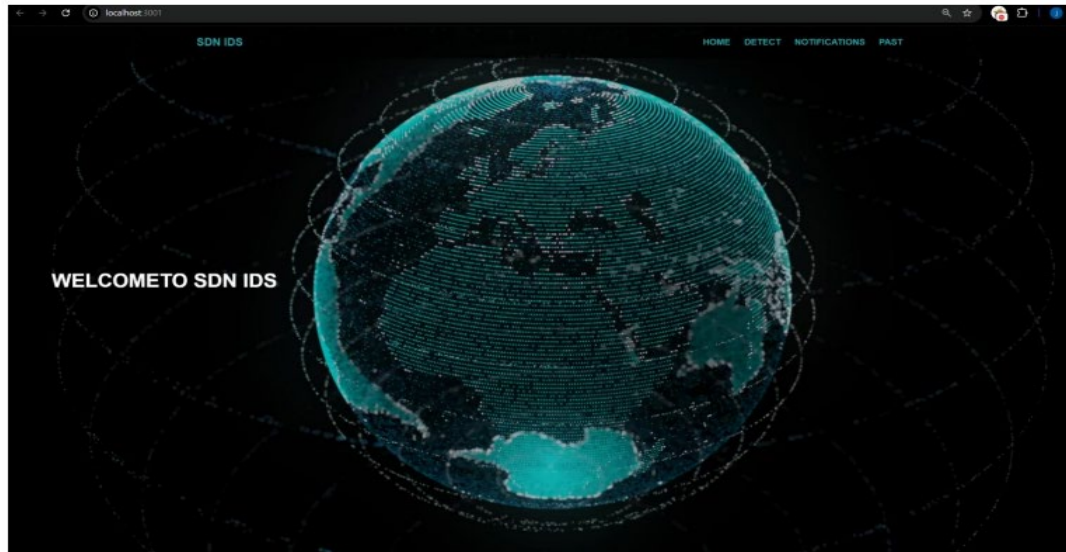 localhost:3001
SDN IDS HOME DETECT NOTIFICATIONS PAST
WELCOMETO SDN IDS